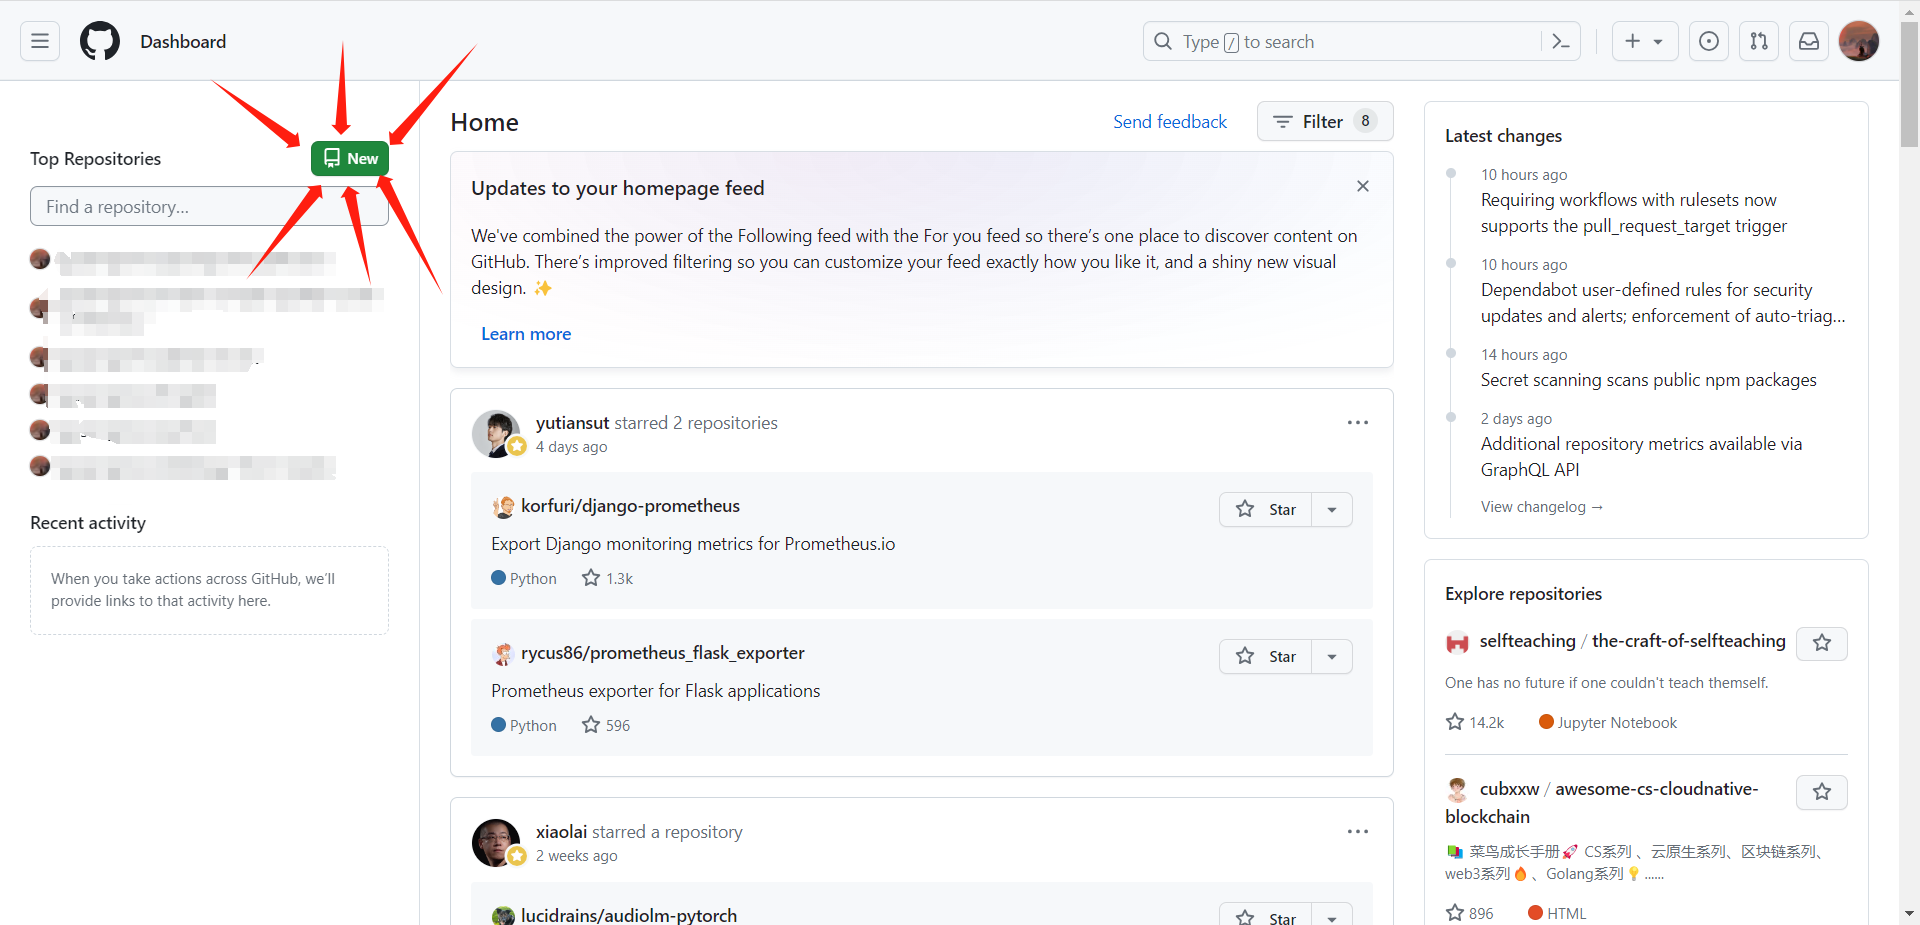 Dashboard
Type / to search
Top Repositories
New
Find a repository...
Recent activity
When you take actions across GitHub, we’ll
provide links to that activity here.
Home
Send feedback
Filter 8
Updates to your homepage feed
We've combined the power of the Following feed with the For you feed so there’s one place to discover content on
GitHub. There’s improved filtering so you can customize your feed exactly how you like it, and a shiny new visual
design. ✨
Learn more
yutiansut starred 2 repositories
4 days ago
korfuri/django-prometheus
Star
Export Django monitoring metrics for Prometheus.io
Python 1.3k
rycus86/prometheus_flask_exporter
Star
Prometheus exporter for Flask applications
Python 596
xiaolai starred a repository
2 weeks ago
lucidrains/audiolm-pytorch
Star
Latest changes
10 hours ago
Requiring workflows with rulesets now
supports the pull_request_target trigger
10 hours ago
Dependabot user-defined rules for security
updates and alerts; enforcement of auto-triag...
14 hours ago
Secret scanning scans public npm packages
2 days ago
Additional repository metrics available via
GraphQL API
View changelog →
Explore repositories
selfteaching / the-craft-of-selfteaching
One has no future if one couldn't teach themself.
14.2k Jupyter Notebook
cubxxw / awesome-cs-cloudnative-
blockchain
📚 菜鸟成长手册🚀 CS系列 、云原生系列、区块链系列、
web3系列🔥、Golang系列💡......
896 HTML